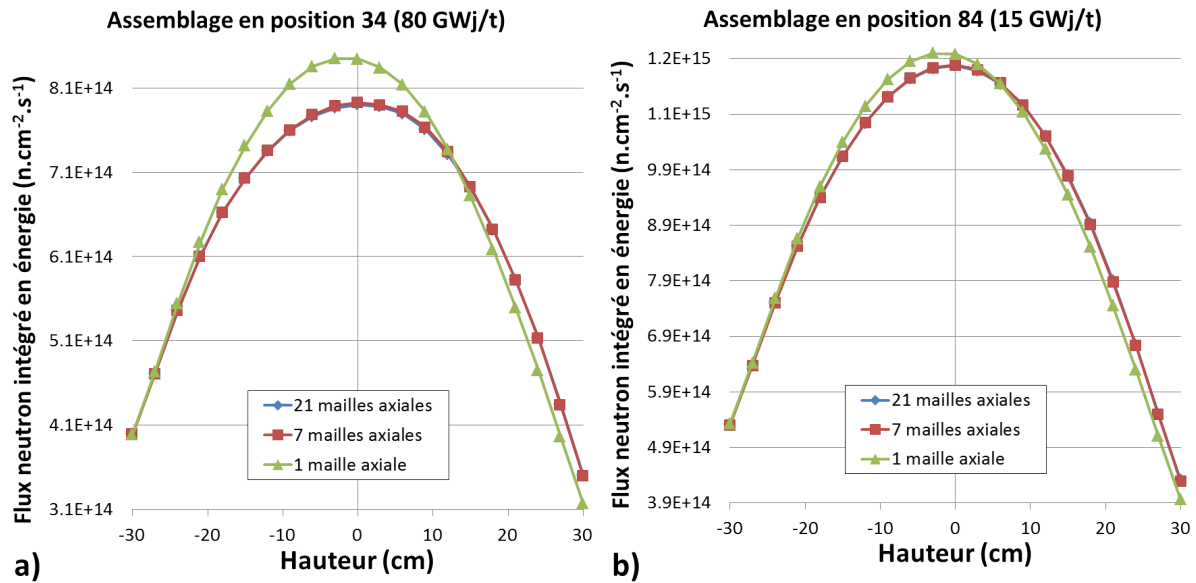 Assemblage en position 34 (80 GWj/t)
Flux neutron intégré en énergie (n.cm-2.s-1)
8.1E+14
7.1E+14
6.1E+14
5.1E+14
4.1E+14
3.1E+14
21 mailles axiales
7 mailles axiales
1 maille axiale
-30 -20 -10 0 10 20 30
Hauteur (cm)
a)
Assemblage en position 84 (15 GWj/t)
Flux neutron intégré en énergie (n.cm-2.s-1)
1.2E+15
1.1E+15
9.9E+14
8.9E+14
7.9E+14
6.9E+14
5.9E+14
4.9E+14
3.9E+14
21 mailles axiales
7 mailles axiales
1 maille axiale
-30 -20 -10 0 10 20 30
Hauteur (cm)
b)